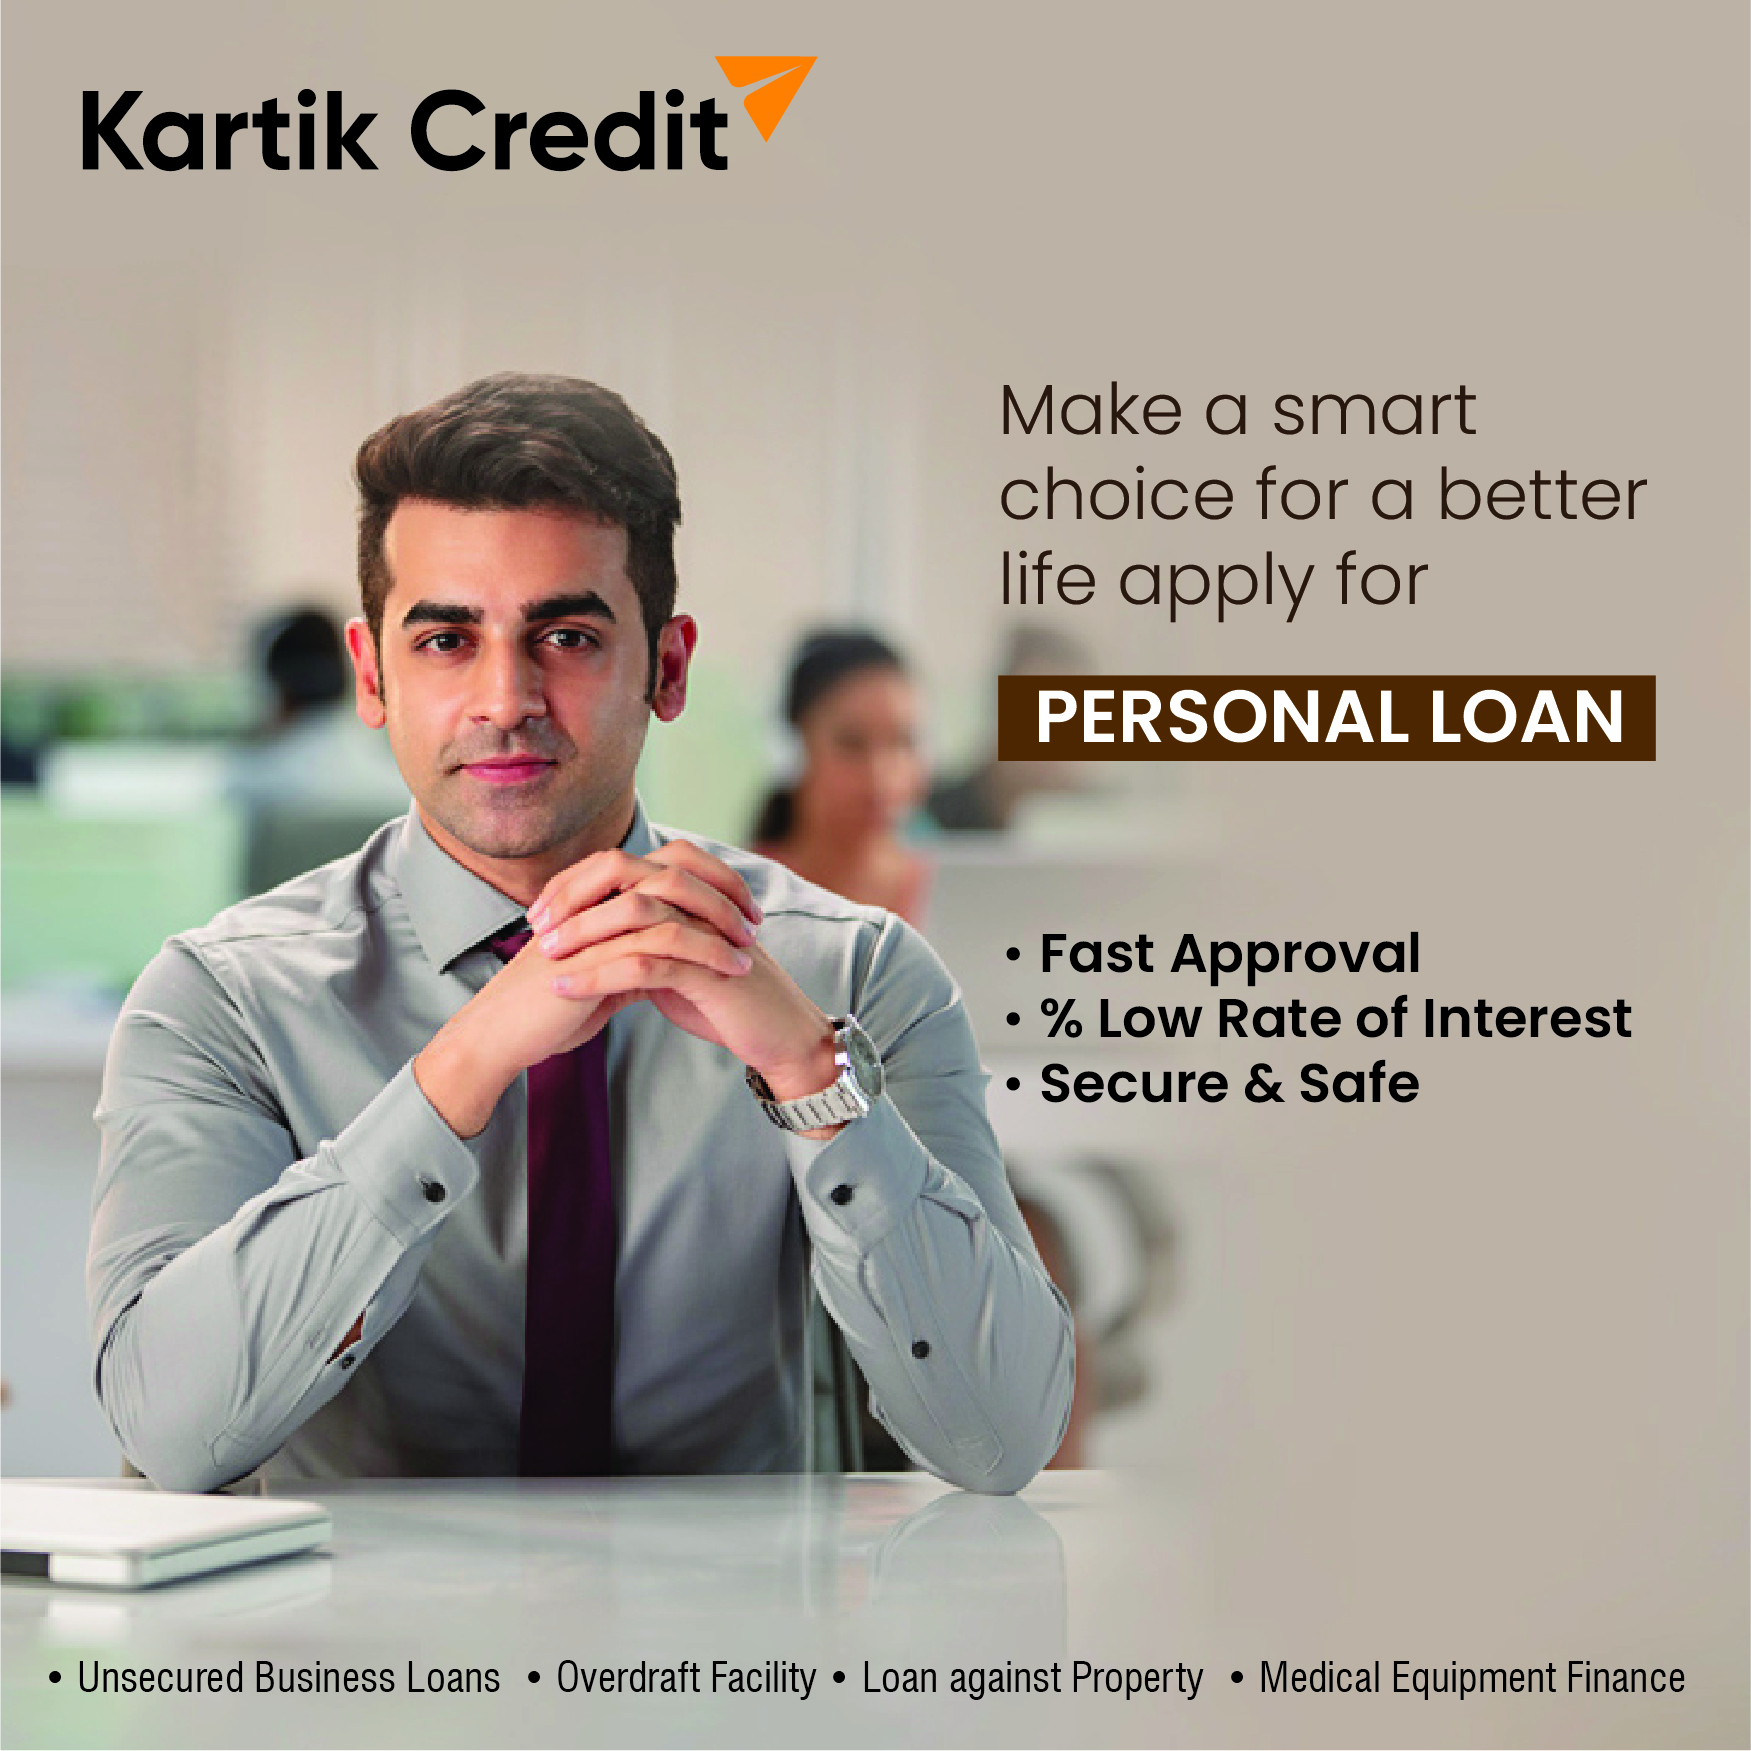 Kartik Credit
Make a smart
choice for a better
life apply for
PERSONAL LOAN
• Fast Approval
• % Low Rate of Interest
• Secure & Safe
• Unsecured Business Loans • Overdraft Facility • Loan against Property • Medical Equipment Finance